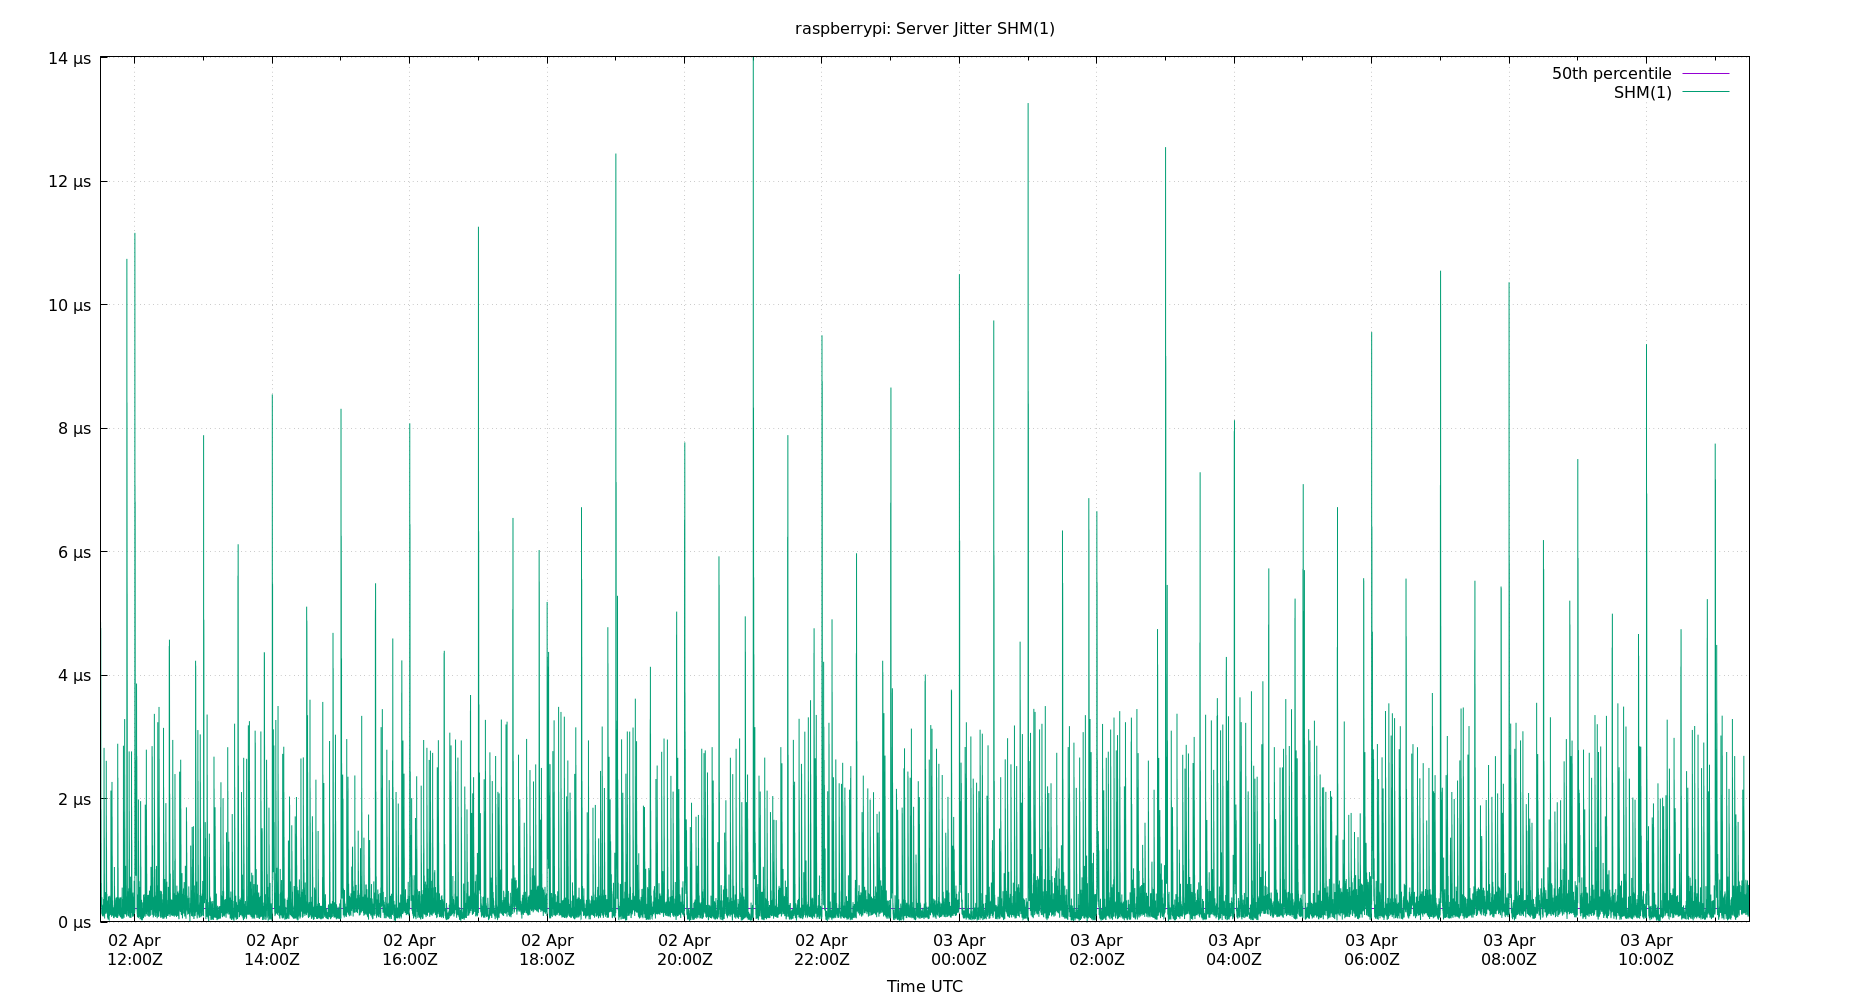 raspberrypi: Server Jitter SHM(1)
14 µs
12 µs
10 µs
8 µs
6 µs
4 µs
2 µs
0 µs
50th percentile
SHM(1)
02 Apr 02 Apr 02 Apr 02 Apr 02 Apr 02 Apr 03 Apr 03 Apr 03 Apr 03 Apr 03 Apr 03 Apr
12:00Z 14:00Z 16:00Z 18:00Z 20:00Z 22:00Z 00:00Z 02:00Z 04:00Z 06:00Z 08:00Z 10:00Z
Time UTC